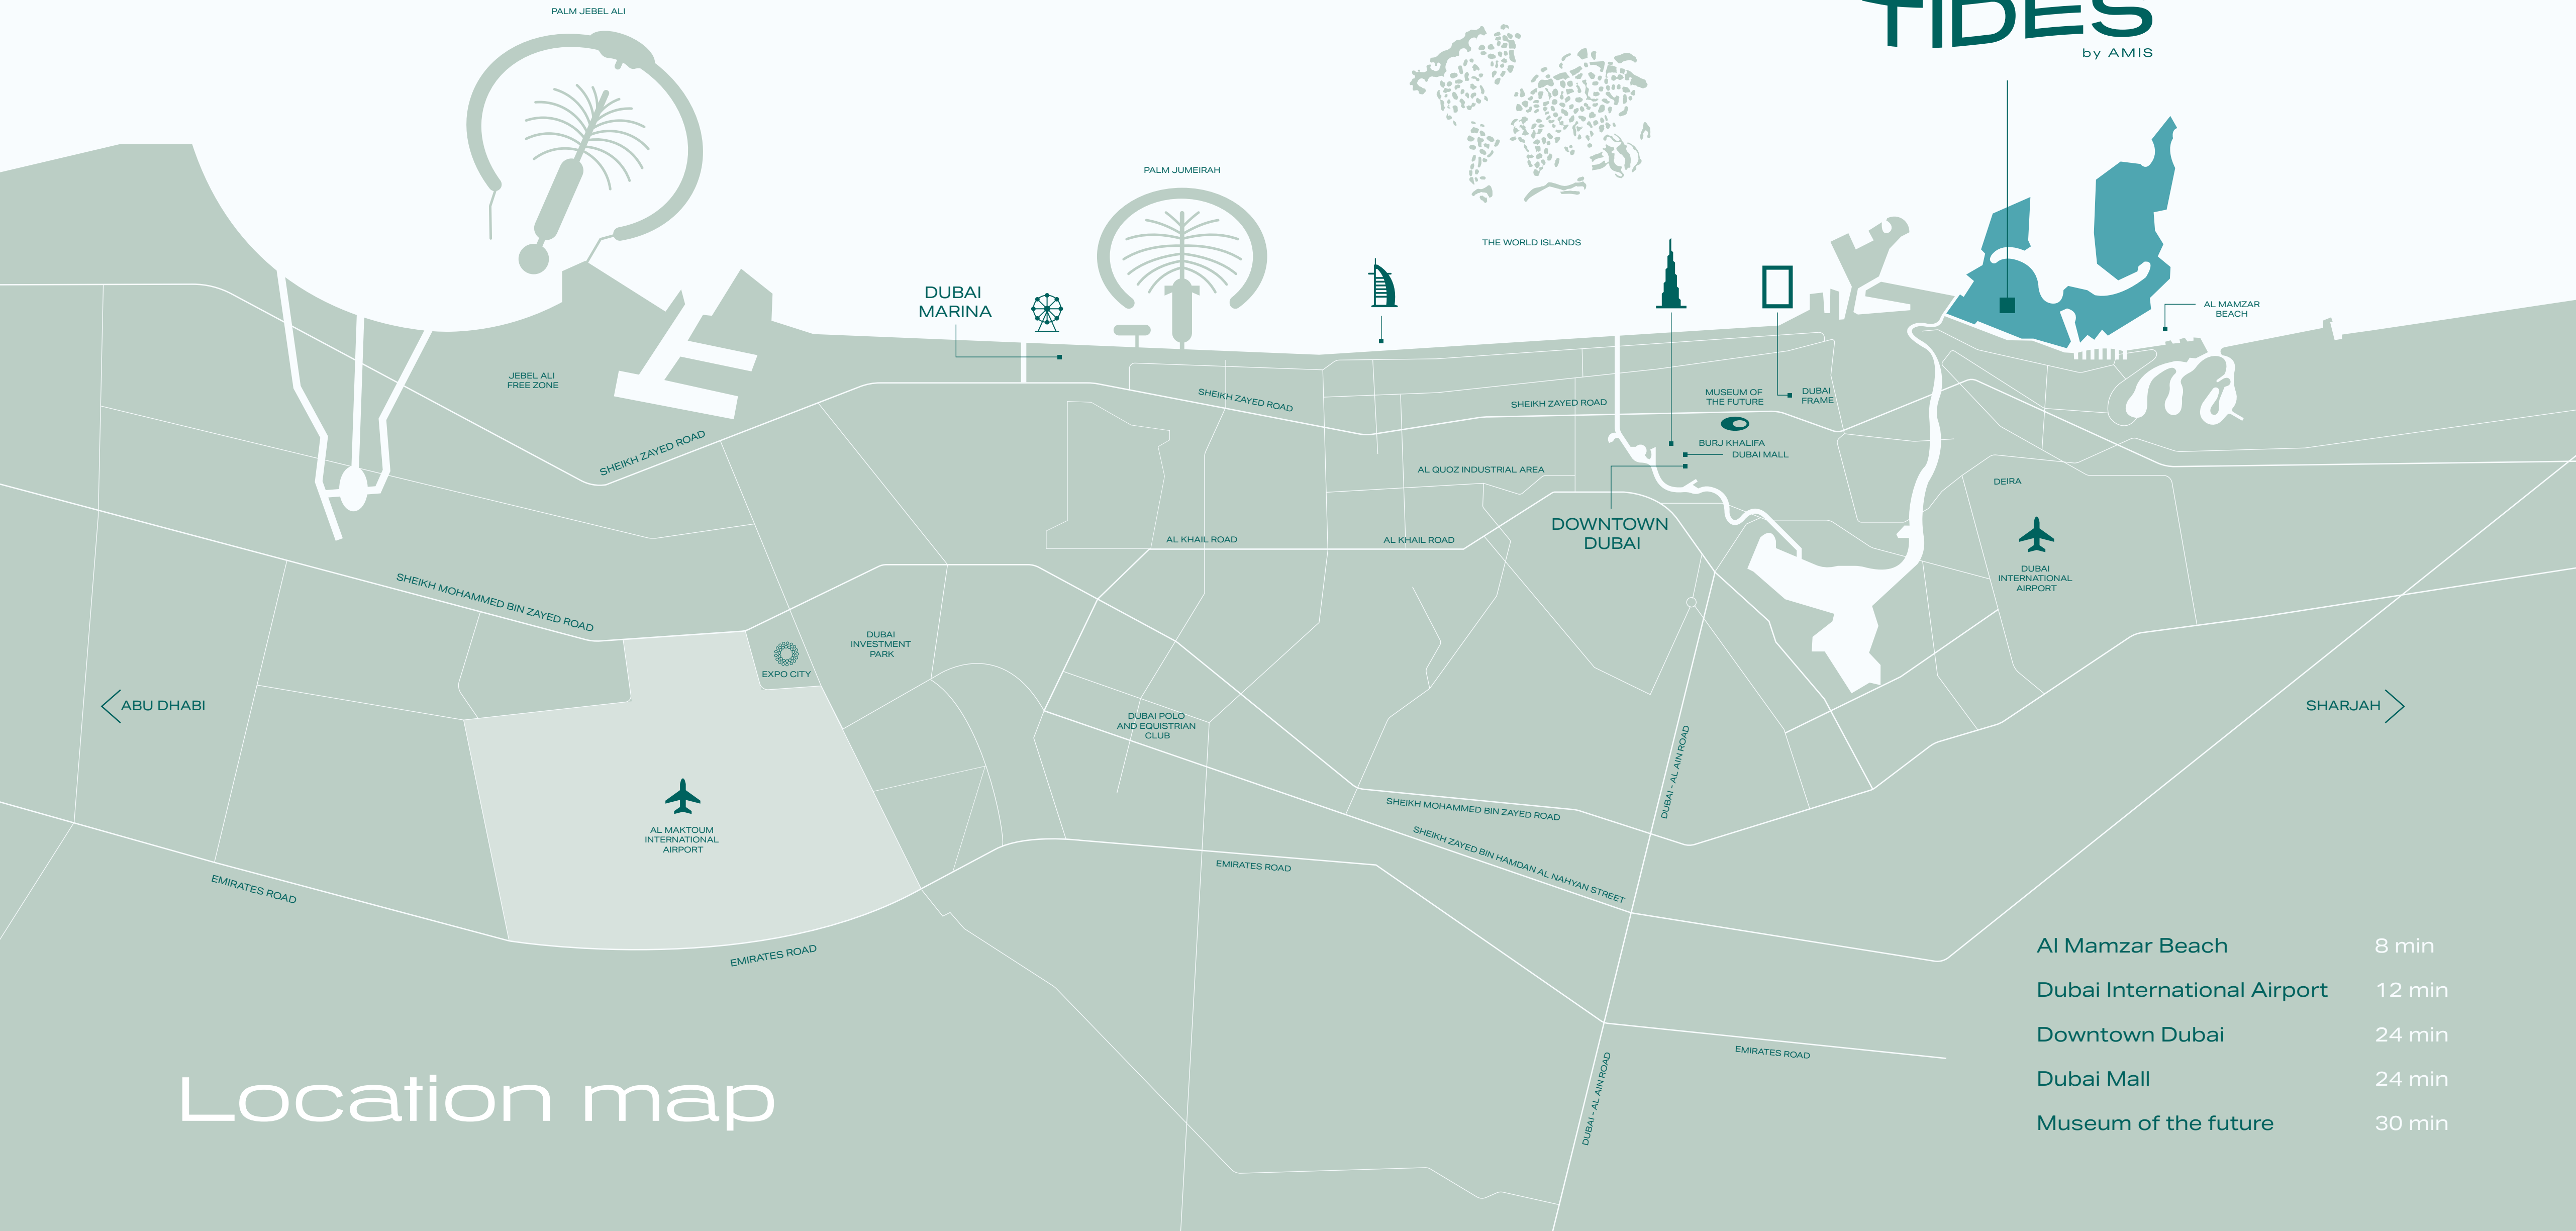 PALM JEBEL ALI
TIDES
by AMIS
PALM JUMEIRAH
THE WORLD ISLANDS
DUBAI
MARINA
AL MAMZAR
BEACH
JEBEL ALI
FREE ZONE
SHEIKH ZAYED ROAD
SHEIKH ZAYED ROAD
SHEIKH ZAYED ROAD
MUSEUM OF
THE FUTURE
DUBAI
FRAME
BURJ KHALIFA
DUBAI MALL
AL QUOZ INDUSTRIAL AREA
DEIRA
DOWNTOWN
DUBAI
AL KHAIL ROAD
AL KHAIL ROAD
DUBAI
INTERNATIONAL
AIRPORT
SHEIKH MOHAMMED BIN ZAYED ROAD
DUBAI
INVESTMENT
PARK
EXPO CITY
ABU DHABI
SHARJAH
DUBAI POLO
AND EQUISTRIAN
CLUB
DUBAI - AL AIN ROAD
SHEIKH MOHAMMED BIN ZAYED ROAD
SHEIKH ZAYED BIN HAMDAN AL NAHYAN STREET
AL MAKTOUM
INTERNATIONAL
AIRPORT
EMIRATES ROAD
EMIRATES ROAD
EMIRATES ROAD
EMIRATES ROAD
DUBAI - AL AIN ROAD
Location map
Al Mamzar Beach 8 min
Dubai International Airport 12 min
Downtown Dubai 24 min
Dubai Mall 24 min
Museum of the future 30 min